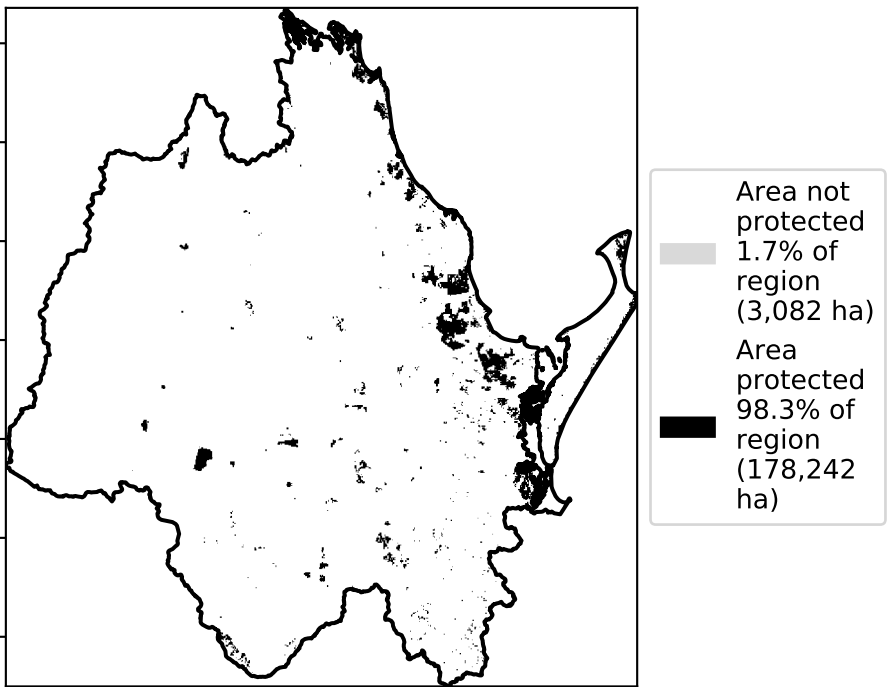 Area not
protected
1.7% of
region
(3,082 ha)
Area
protected
98.3% of
region
(178,242
ha)